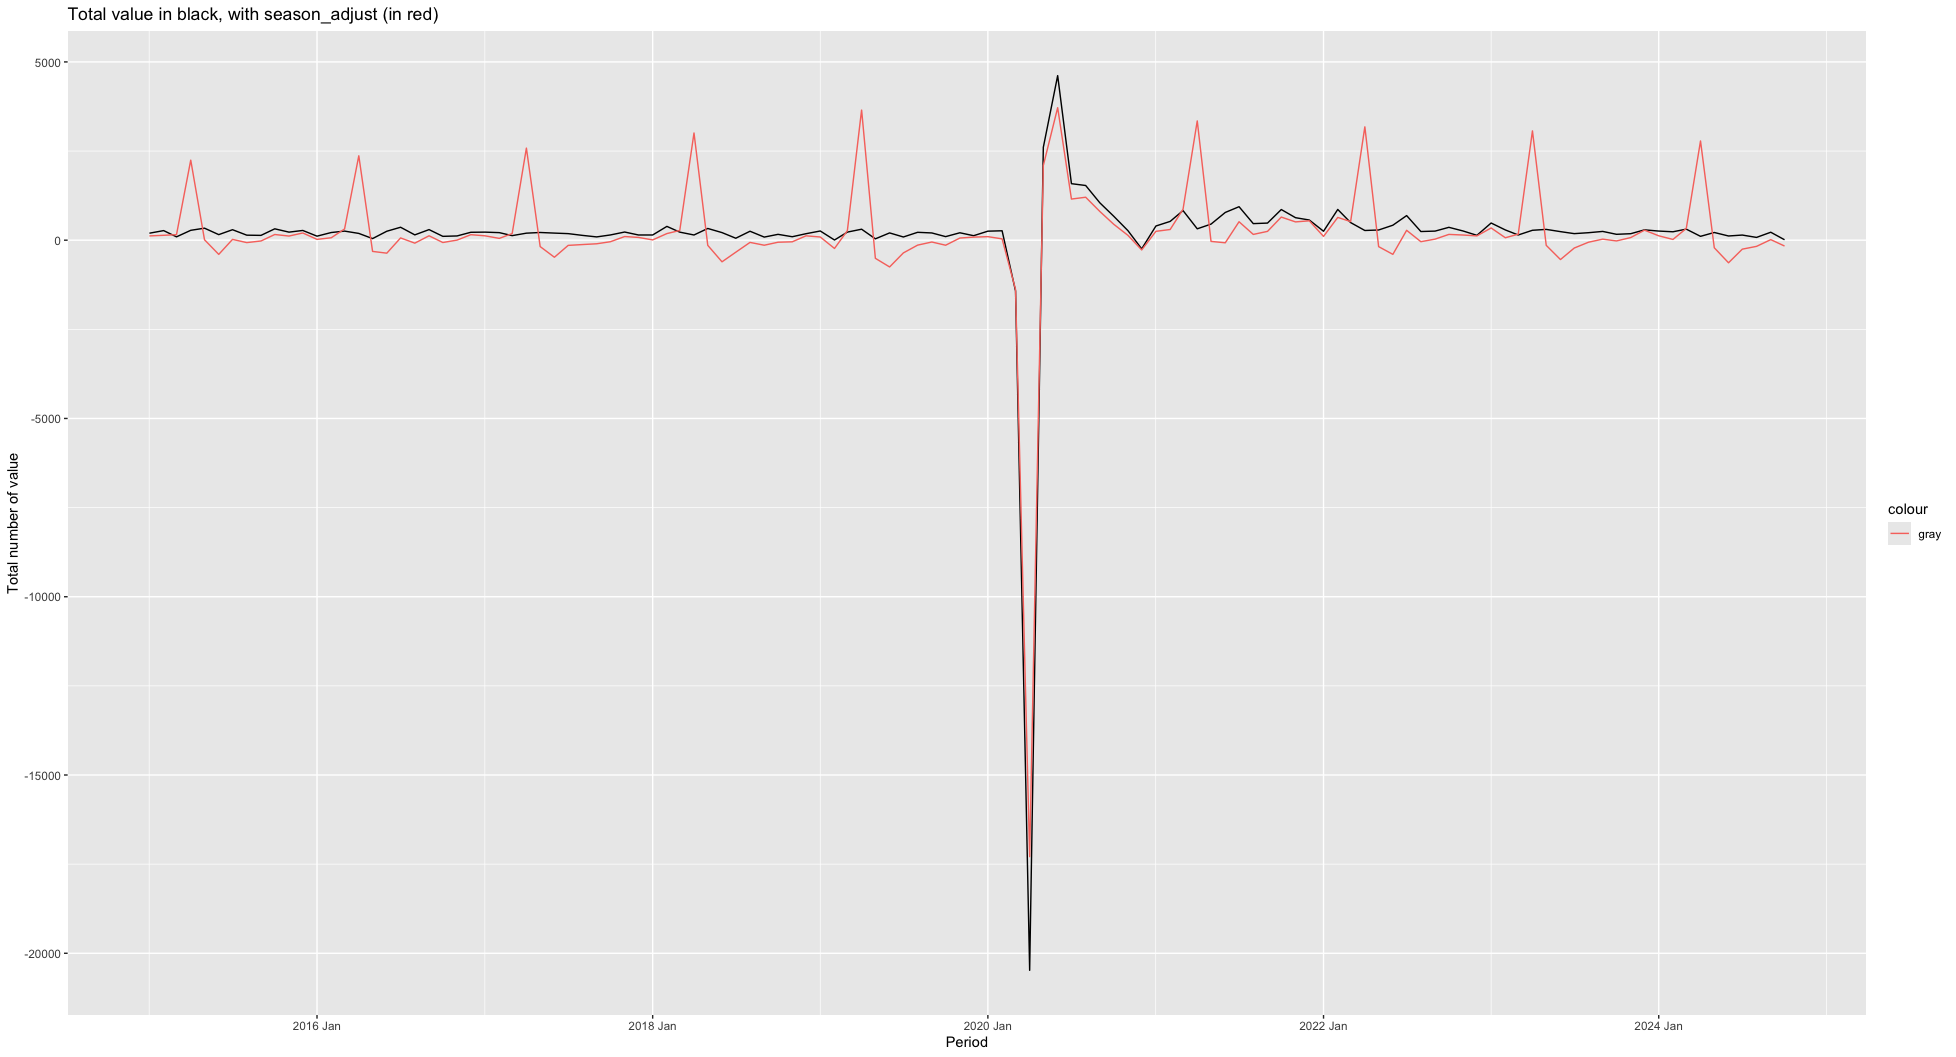 Total value in black, with season_adjust (in red)
5000
0
-5000
-10000
-15000
-20000
Total number of value
2016 Jan
2018 Jan
2020 Jan
2022 Jan
2024 Jan
Period
colour
gray